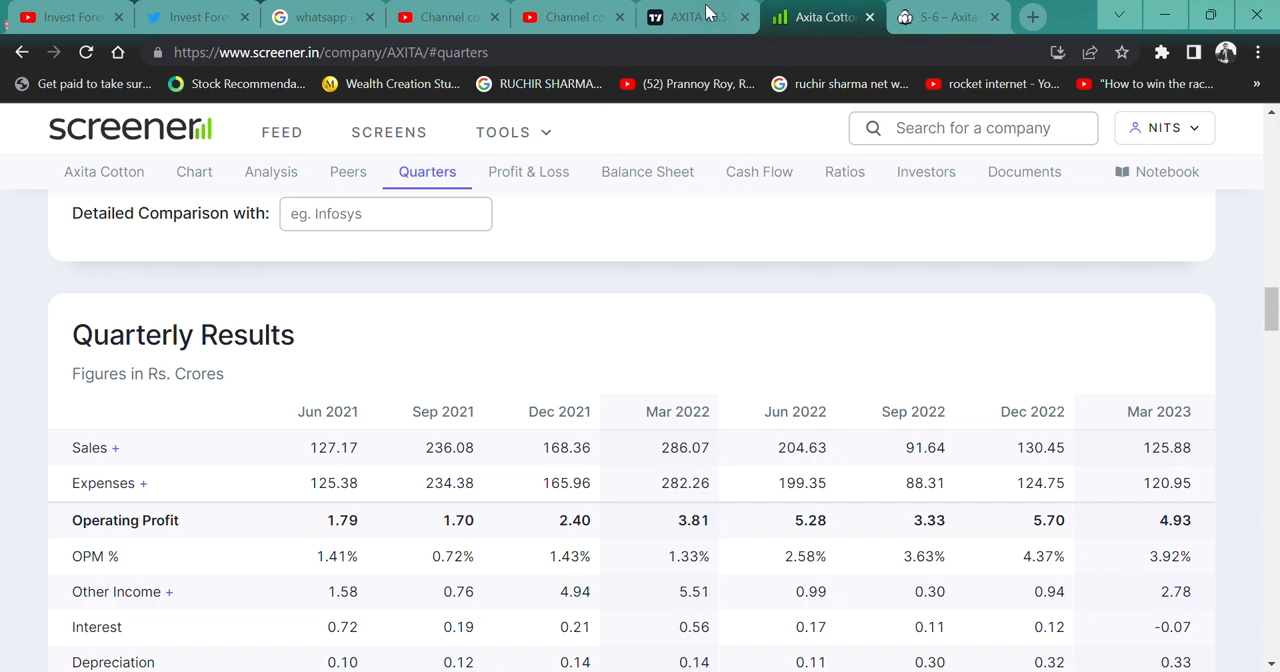 Invest Fore
Invest Fore
whatsapp g
Channel co
Channel co
AXITA
Axita Cotto
S-6 – Axita
https://www.screener.in/company/AXITA/#quarters
Get paid to take sur... Stock Recommenda... Wealth Creation Stu... RUCHIR SHARMA... (52) Prannoy Roy, R... ruchir sharma net w... rocket internet - Yo... "How to win the rac... »
screener FEED SCREENS TOOLS Search for a company NITS
Axita Cotton Chart Analysis Peers Quarters Profit & Loss Balance Sheet Cash Flow Ratios Investors Documents Notebook
Detailed Comparison with: eg. Infosys
Quarterly Results
Figures in Rs. Crores
Jun 2021 Sep 2021 Dec 2021 Mar 2022 Jun 2022 Sep 2022 Dec 2022 Mar 2023
Sales + 127.17 236.08 168.36 286.07 204.63 91.64 130.45 125.88
Expenses + 125.38 234.38 165.96 282.26 199.35 88.31 124.75 120.95
Operating Profit 1.79 1.70 2.40 3.81 5.28 3.33 5.70 4.93
OPM % 1.41% 0.72% 1.43% 1.33% 2.58% 3.63% 4.37% 3.92%
Other Income + 1.58 0.76 4.94 5.51 0.99 0.30 0.94 2.78
Interest 0.72 0.19 0.21 0.56 0.17 0.11 0.12 -0.07
Depreciation 0.10 0.12 0.14 0.14 0.11 0.30 0.32 0.33